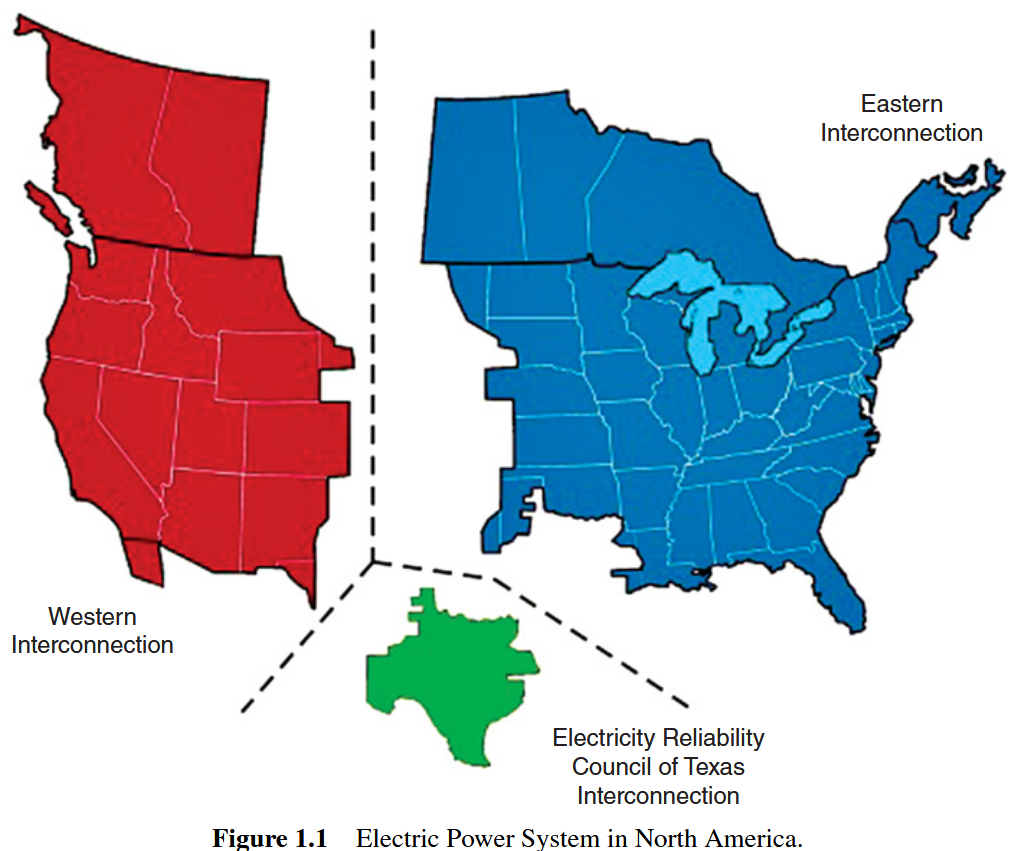 Eastern
Interconnection
Western
Interconnection
Electricity Reliability
Council of Texas
Interconnection
Figure 1.1 Electric Power System in North America.